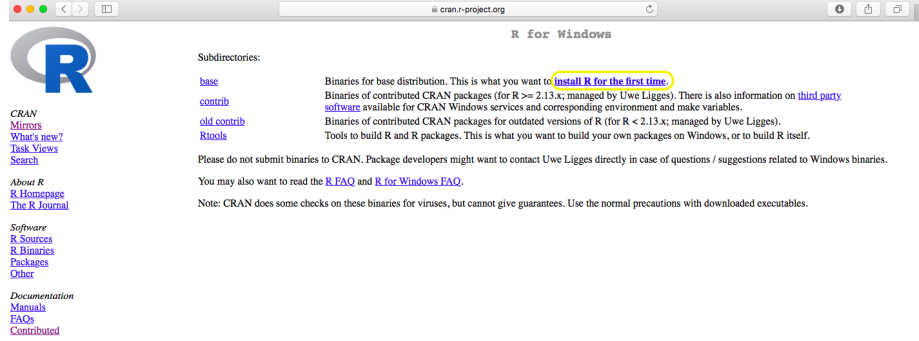 cran.r-project.org
R for Windows
R
CRAN
Mirrors
What's new?
Task Views
Search
About R
R Homepage
The R Journal
Software
R Sources
R Binaries
Packages
Other
Documentation
Manuals
FAQs
Contributed
Subdirectories:
base Binaries for base distribution. This is what you want to install R for the first time.
contrib Binaries of contributed CRAN packages (for R >= 2.13.x; managed by Uwe Ligges). There is also information on third party
software available for CRAN Windows services and corresponding environment and make variables.
old contrib Binaries of contributed CRAN packages for outdated versions of R (for R < 2.13.x; managed by Uwe Ligges).
Rtools Tools to build R and R packages. This is what you want to build your own packages on Windows, or to build R itself.
Please do not submit binaries to CRAN. Package developers might want to contact Uwe Ligges directly in case of questions / suggestions related to Windows binaries.
You may also want to read the R FAQ and R for Windows FAQ.
Note: CRAN does some checks on these binaries for viruses, but cannot give guarantees. Use the normal precautions with downloaded executables.